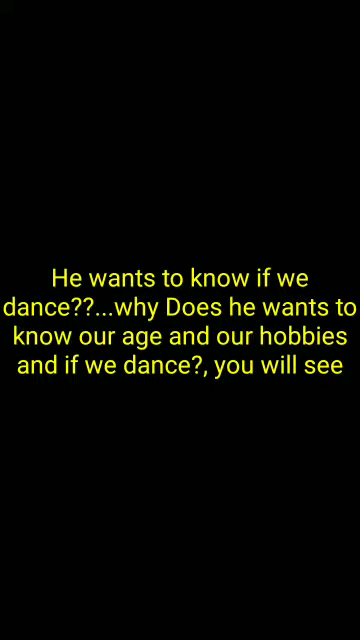 He wants to know if we
dance??...why Does he wants to
know our age and our hobbies
and if we dance?, you will see